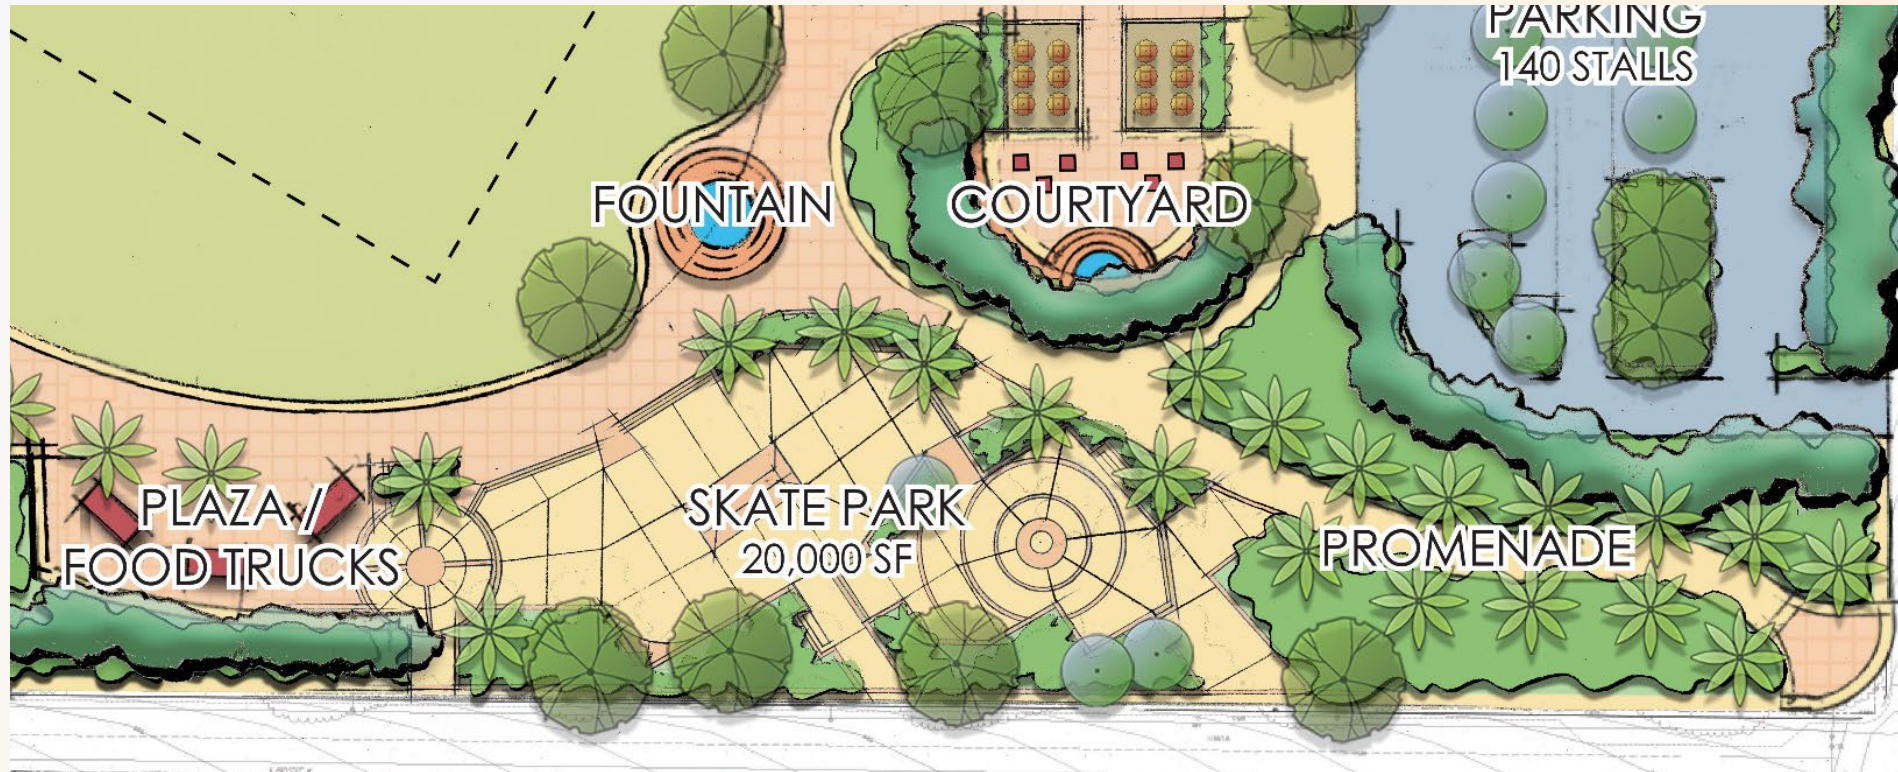 PARKING
140 STALLS
FOUNTAIN
COURTYARD
PLAZA /
FOOD TRUCKS
SKATE PARK
20,000 SF
PROMENADE